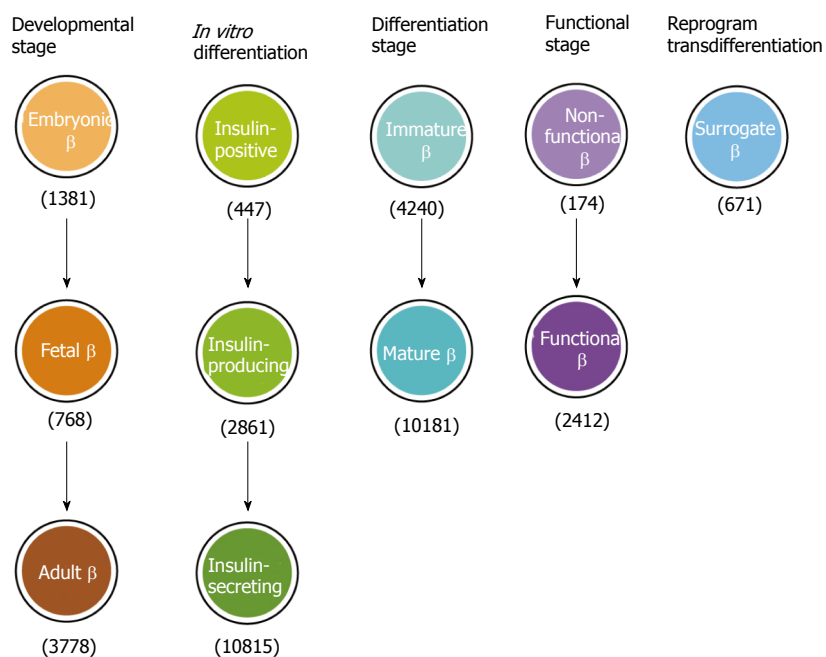 Developmental
stage
In vitro
differentiation
Differentiation
stage
Functional stage
Reprogram
transdifferentiation
Embryonic
β
Insulin-
positive
Immature
β
Non-
functiona
β
Surrogate
β
(1381)
(447)
(4240)
(174)
(671)
Fetal β
Insulin-
producing
Mature β
Functiona
β
(768)
(2861)
(10181)
(2412)
Adult β
Insulin-
secreting
(3778)
(10815)